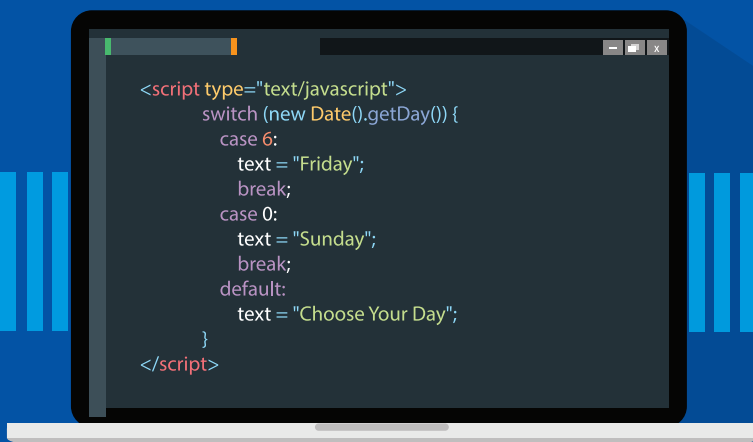 <script type="text/javascript">
switch (new Date().getDay()) {
case 6:
text = "Friday";
break;
case 0:
text = "Sunday";
break;
default:
text = "Choose Your Day";
}
</script>